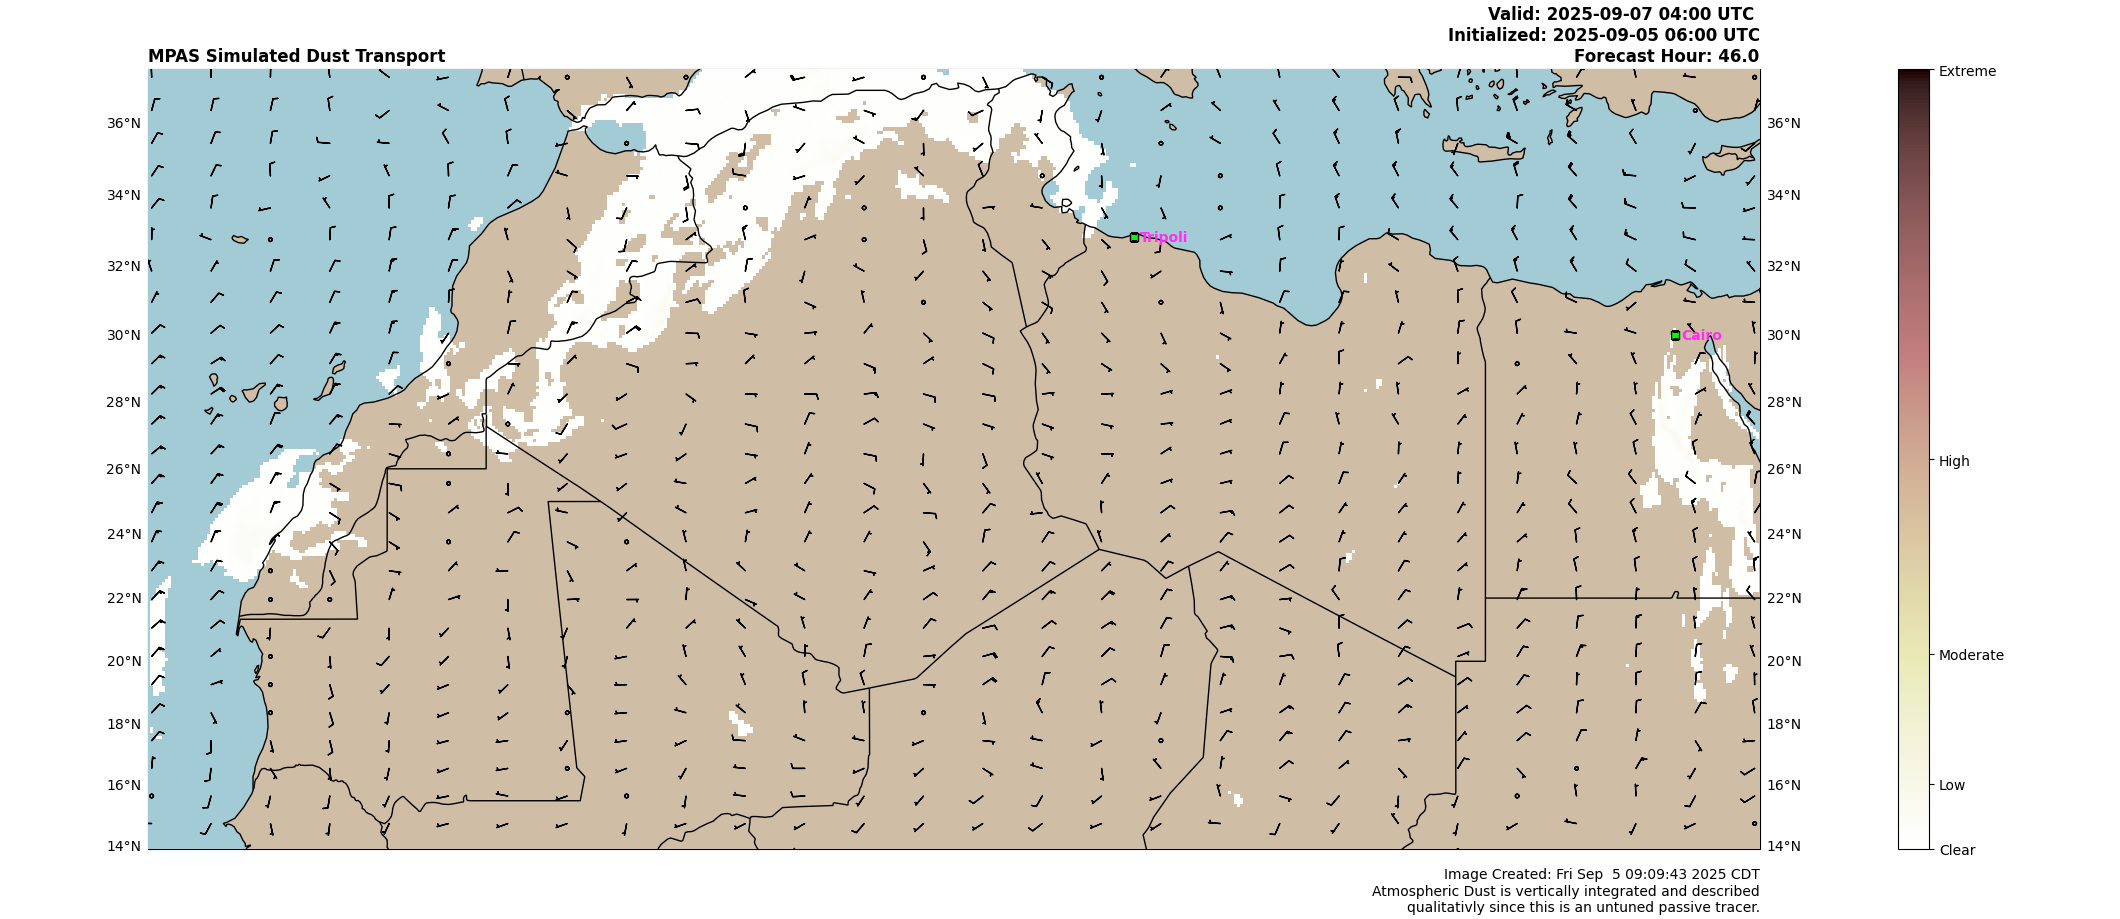 Valid: 2025-09-07 04:00 UTC
Initialized: 2025-09-05 06:00 UTC
MPAS Simulated Dust Transport
Forecast Hour: 46.0
Extreme
36°N
36°N
34°N
34°N
Tripoli
32°N
32°N
30°N
Cairo
30°N
28°N
28°N
26°N
26°N
High
24°N
24°N
22°N
22°N
20°N
20°N
Moderate
18°N
18°N
16°N
16°N
Low
14°N
14°N
Clear
Image Created: Fri Sep  5 09:09:43 2025 CDT
Atmospheric Dust is vertically integrated and described
qualitativly since this is an untuned passive tracer.